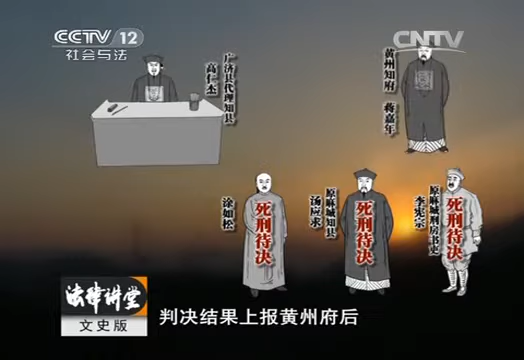 CCTV 12
社会与法
CNTV
广济县代理知县
高仁杰
黄州知府 蒋嘉年
涂如松
死刑待决
原麻城知县
汤应求
死刑待决
原麻城刑房书吏
李宪宗
死刑待决
法律讲堂
文史版
判决结果上报黄州府后